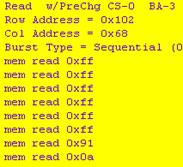 Read w/PreChg CS-0 BA-3
Row Address = 0x102
Col Address = 0x68
Burst Type = Sequential (0
mem read 0xff
mem read 0xff
mem read 0xff
mem read 0xff
mem read 0xff
mem read 0xff
mem read 0x91
mem read 0x0a